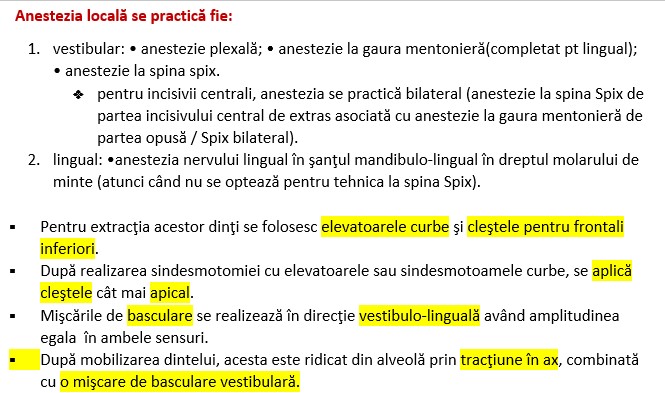 Anestezia locală se practică fie:
1. vestibular: • anestezie plexală; • anestezie la gaura mentonieră(completat pt lingual);
• anestezie la spina spix.
❖ pentru incisivii centrali, anestezia se practică bilateral (anestezie la spina Spix de
partea incisivului central de extras asociată cu anestezie la gaura mentonieră de
partea opusă / Spix bilateral).
2. lingual: •anestezia nervului lingual în şanţul mandibulo-lingual în dreptul molarului de
minte (atunci când nu se optează pentru tehnica la spina Spix).
▪ Pentru extracţia acestor dinţi se folosesc elevatoarele curbe şi cleştele pentru frontali
inferiori.
▪ După realizarea sindesmotomiei cu elevatoarele sau sindesmotoamele curbe, se aplică
cleştele cât mai apical.
▪ Mişcările de basculare se realizează în direcţie vestibulo-linguală având amplitudinea
egala în ambele sensuri.
▪ După mobilizarea dintelui, acesta este ridicat din alveolă prin tracţiune în ax, combinată
cu o mişcare de basculare vestibulară.